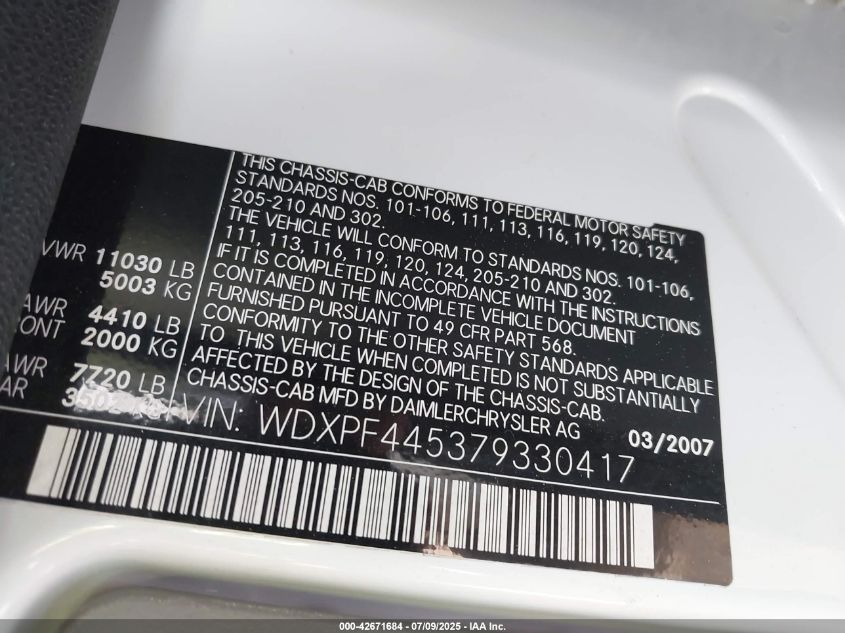 THIS CHASSIS-CAB CONFORMS TO FEDERAL MOTOR SAFETY
STANDARDS NOS. 101-106, 111, 113, 116, 119, 120, 124,
205-210 AND 302.
THE VEHICLE WILL CONFORM TO STANDARDS NOS. 101-106,
111, 113, 116, 119, 120, 124, 205-210 AND 302.
IF IT IS COMPLETED IN ACCORDANCE WITH THE INSTRUCTIONS
CONTAINED IN THE INCOMPLETE VEHICLE DOCUMENT
FURNISHED PURSUANT TO 49 CFR PART 568.
CONFORMITY TO THE OTHER SAFETY STANDARDS APPLICABLE
TO THIS VEHICLE WHEN COMPLETED IS NOT SUBSTANTIALLY
AFFECTED BY THE DESIGN OF THE CHASSIS-CAB.
CHASSIS-CAB MFD BY DAIMLERCHRYSLER AG 03/2007
VWR 11030 LB
5003 KG
AWR 4410 LB
ONT 2000 KG
AWR 7720 LB
AR
VIN: WDXPF445379330417
000-42671684 | 07/09/2025 - IAA Inc.